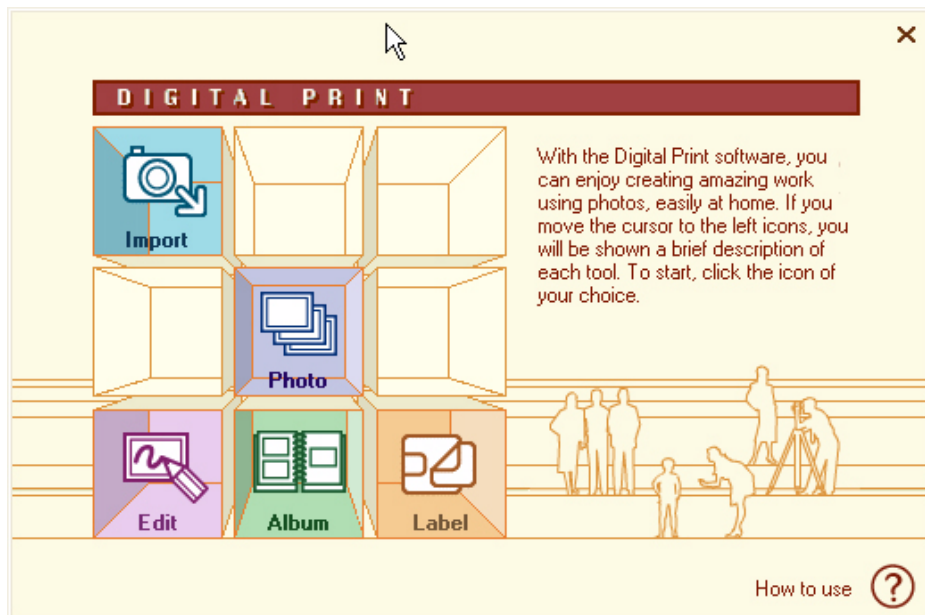 DIGITAL PRINT
Import
With the Digital Print software, you
can enjoy creating amazing work
using photos, easily at home. If you
move the cursor to the left icons, you
will be shown a brief description of
each tool. To start, click the icon of
your choice.
Photo
Edit
Album
Label
How to use ?